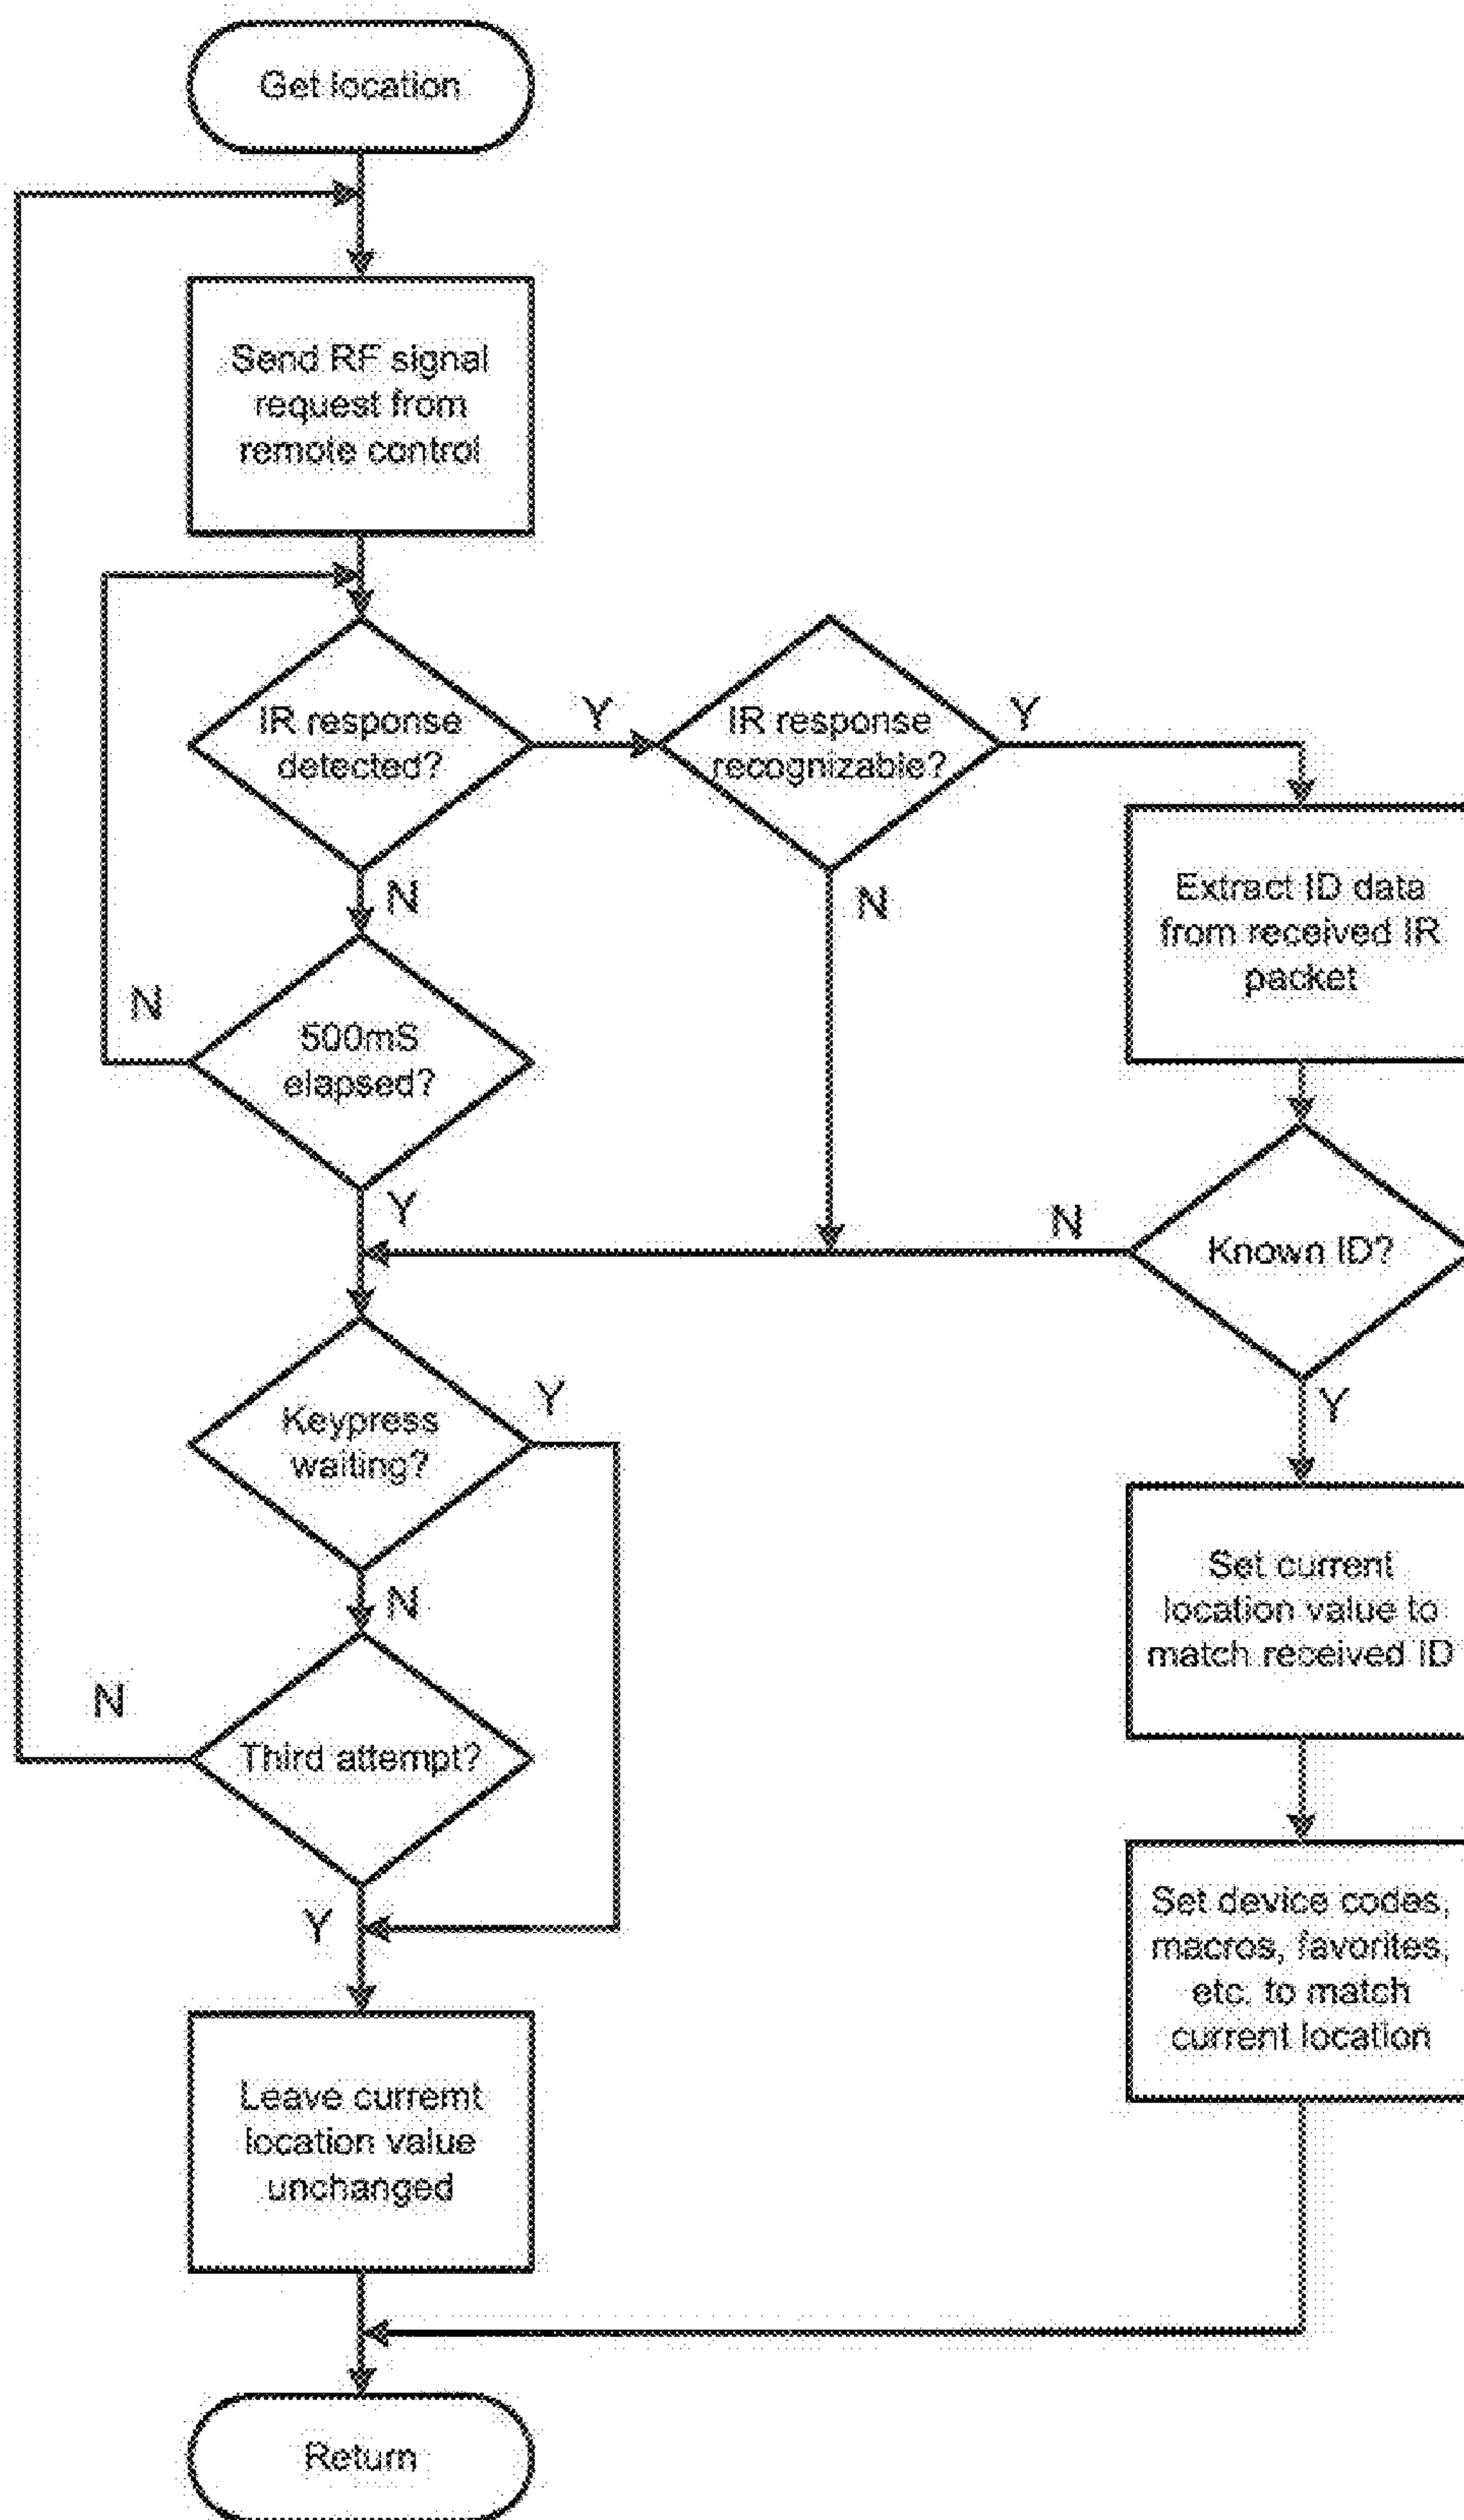 Get location
Send RF signal
request from
remote control
IR response
detected?
Y
IR response
recognizable?
Y
N
N
Extract ID data
from received IR
packet
500mS
elapsed?
N
Y
Known ID?
N
Y
Keypress
waiting?
Y
N
Set current
location value to
match received ID
Third attempt?
N
Y
Set device codes,
macros, favorites,
etc. to match
current location
Leave curremt
location value
unchanged
Return